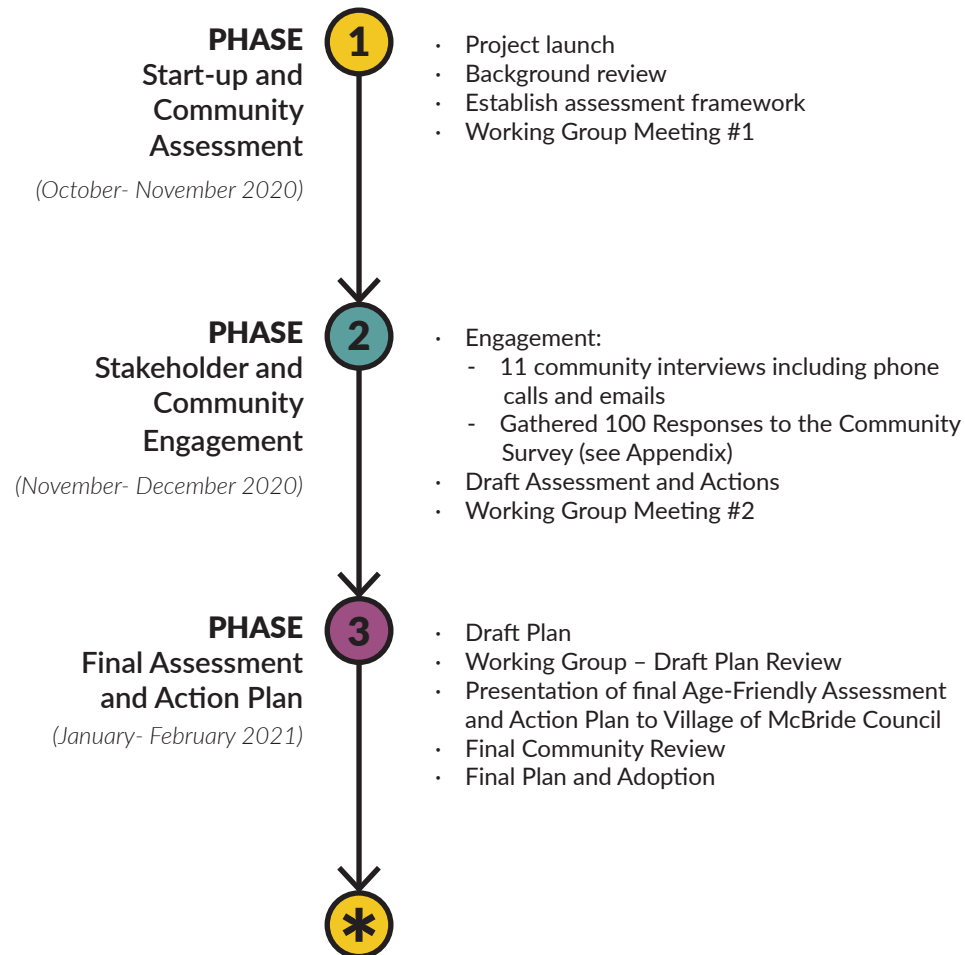 PHASE
1
Start-up and
Community
Assessment
(October- November 2020)
· Project launch
· Background review
· Establish assessment framework
· Working Group Meeting #1
PHASE
2
Stakeholder and
Community
Engagement
(November- December 2020)
· Engagement:
- 11 community interviews including phone
calls and emails
- Gathered 100 Responses to the Community
Survey (see Appendix)
· Draft Assessment and Actions
· Working Group Meeting #2
PHASE
3
Final Assessment
and Action Plan
(January- February 2021)
· Draft Plan
· Working Group – Draft Plan Review
· Presentation of final Age-Friendly Assessment
and Action Plan to Village of McBride Council
· Final Community Review
· Final Plan and Adoption
*